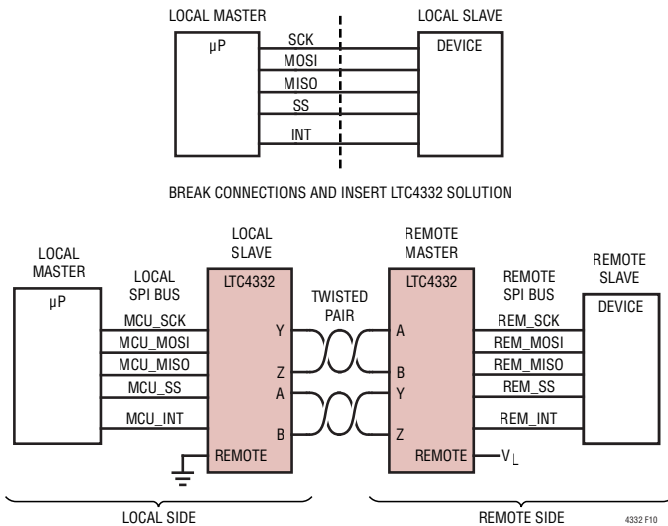 LOCAL MASTER
LOCAL SLAVE
µP
DEVICE
SCK
MOSI
MISO
SS
INT
BREAK CONNECTIONS AND INSERT LTC4332 SOLUTION
LOCAL
MASTER
LOCAL
SPI BUS
LOCAL
SLAVE
TWISTED
PAIR
REMOTE
MASTER
REMOTE
SPI BUS
REMOTE
SLAVE
µP
MCU_SCK
MCU_MOSI
MCU_MISO
MCU_SS
MCU_INT
LTC4332
Y
Z
A
B
REMOTE
LTC4332
A
B
Y
Z
REMOTE
VL
REM_SCK
REM_MOSI
REM_MISO
REM_SS
REM_INT
DEVICE
LOCAL SIDE
REMOTE SIDE
4332 F10